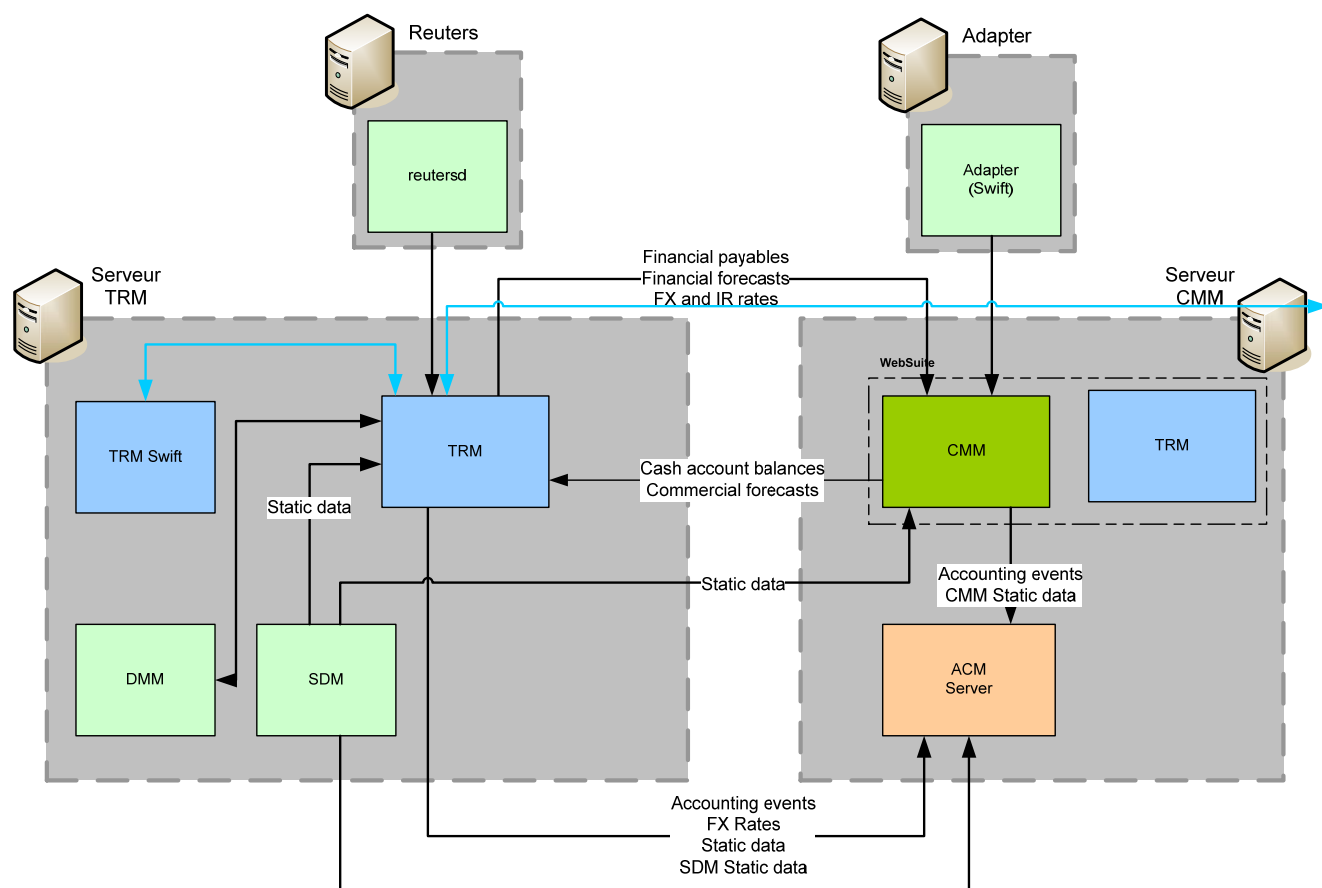 Reuters
Adapter
reutersd
Adapter
(Swift)
Serveur
TRM
Financial payables
Financial forecasts
FX and IR rates
Serveur
CMM
WebSuite
TRM Swift
TRM
CMM
TRM
Cash account balances
Commercial forecasts
Static data
Static data
Accounting events
CMM Static data
DMM
SDM
ACM
Server
Accounting events
FX Rates
Static data
SDM Static data